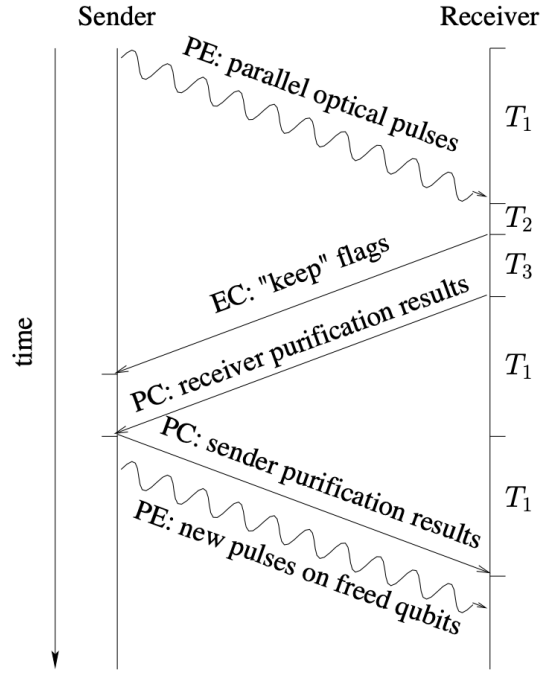 Sender
Receiver
PE: parallel optical pulses
T1
T2
EC: "keep" flags
T3
PC: receiver purification results
time
T1
PC: sender purification results
T1
PE: new pulses on freed qubits